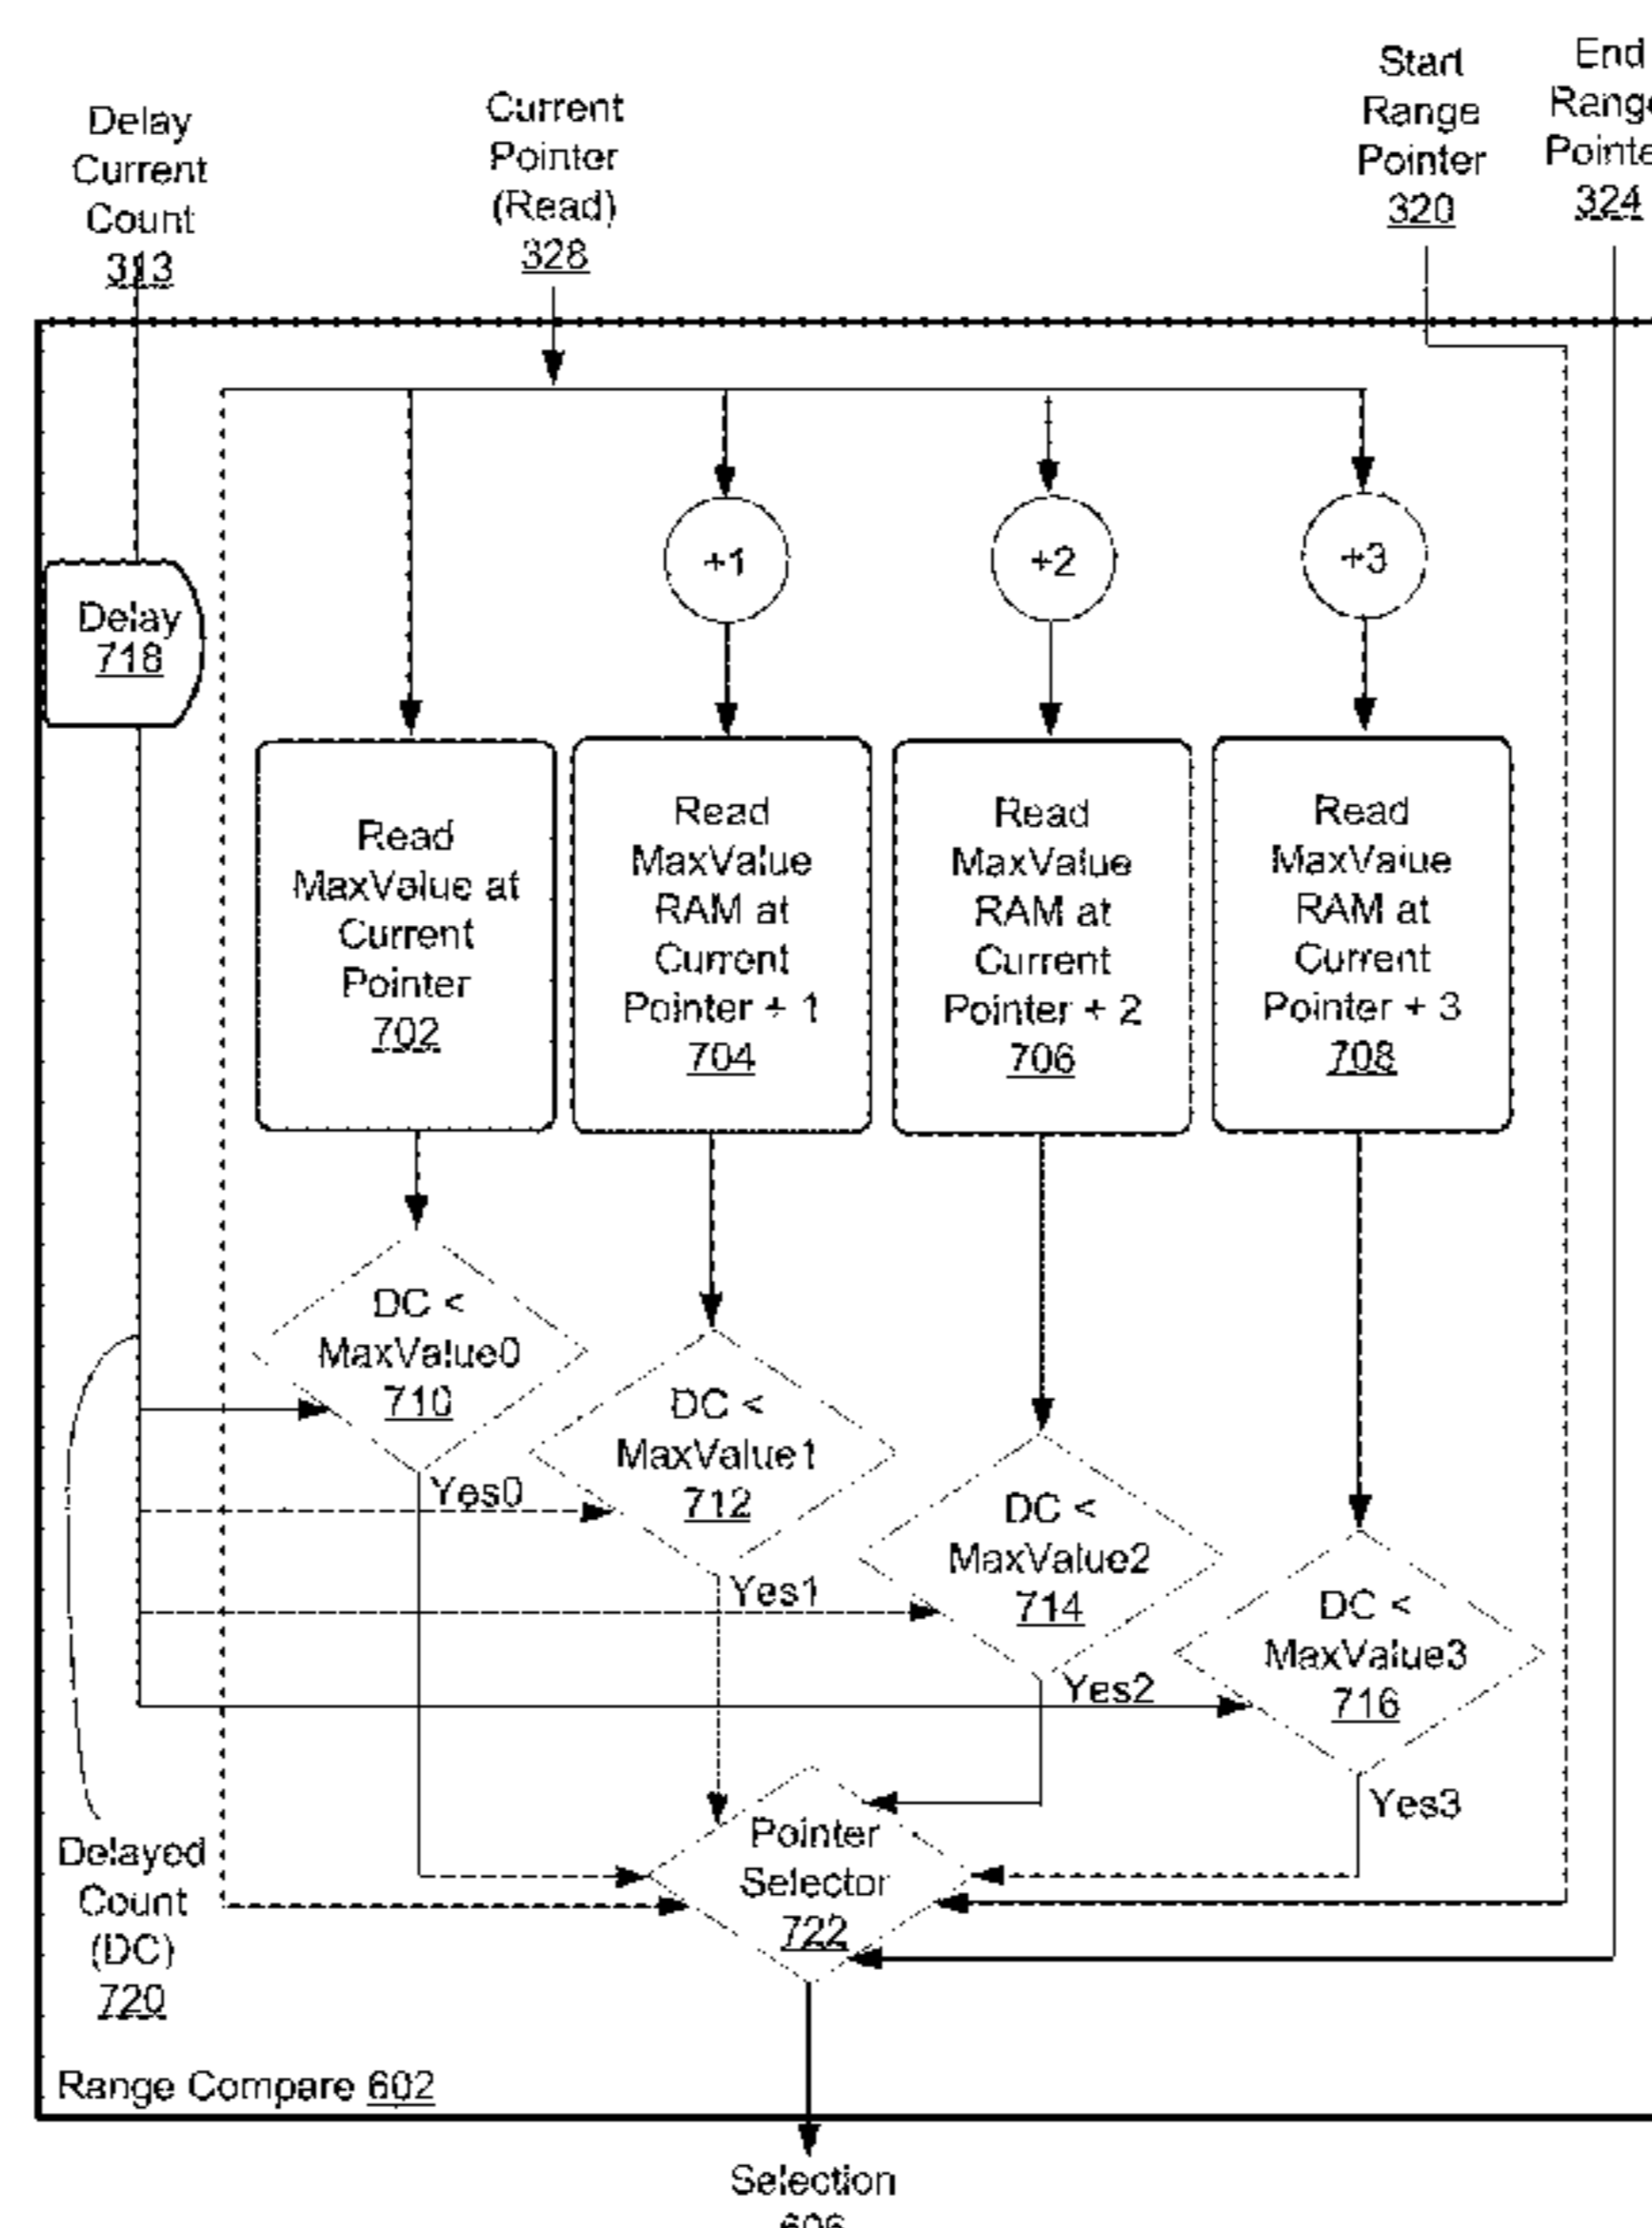 Delay
Current
Count
313
Current
Pointer
(Read)
328
Start
Range
Pointer
320
End
324
+1
+2
+3
Delay
718
Read
MaxValue at
Current
Pointer
702
Read
MaxValue
RAM at
Current
Pointer + 1
704
Read
MaxValue
RAM at
Current
Pointer + 2
706
Read
MaxValue
RAM at
Current
Pointer + 3
708
DC <
MaxValue0
710
Yes0
DC <
MaxValue1
712
Yes1
DC <
MaxValue2
714
Yes2
DC <
MaxValue3
716
Yes3
Pointer
Selector
722
Delayed
Count
(DC)
720
Range Compare 602
Selection